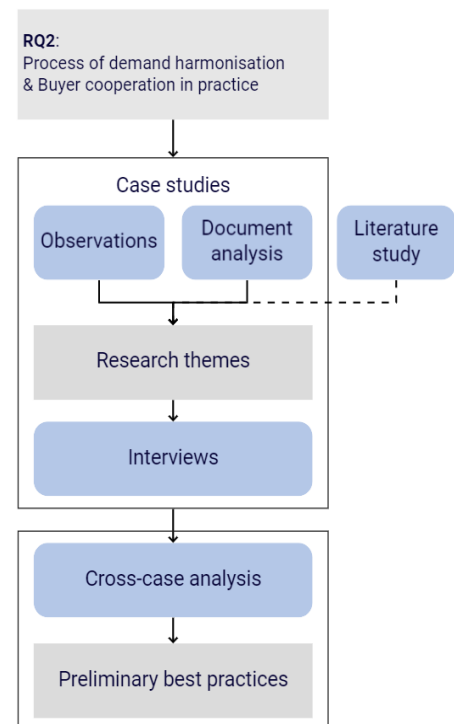 RQ2:
Process of demand harmonisation
& Buyer cooperation in practice
Case studies
Observations
Document
analysis
Literature
study
Research themes
Interviews
Cross-case analysis
Preliminary best practices